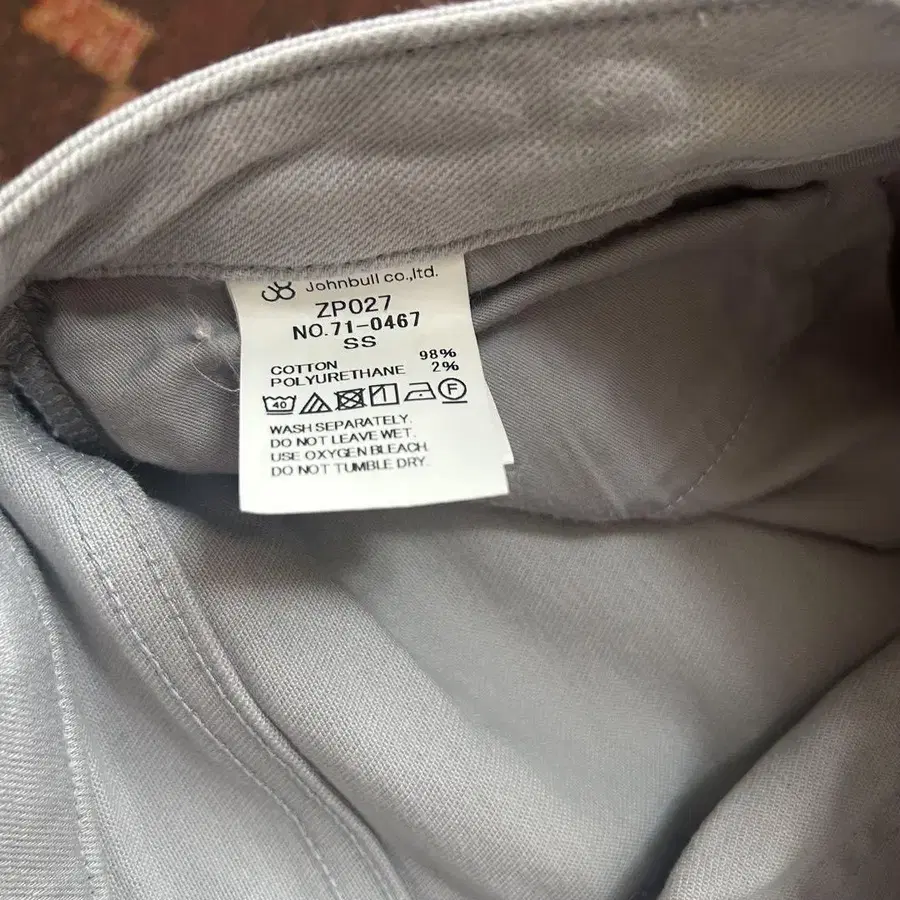 Johnbull co.,ltd.
ZP027
NO.71-0467
SS
COTTON 98%
POLYURETHANE 2%
40 F
WASH SEPARATELY.
DO NOT LEAVE WET.
USE OXYGEN BLEACH.
DO NOT TUMBLE DRY.